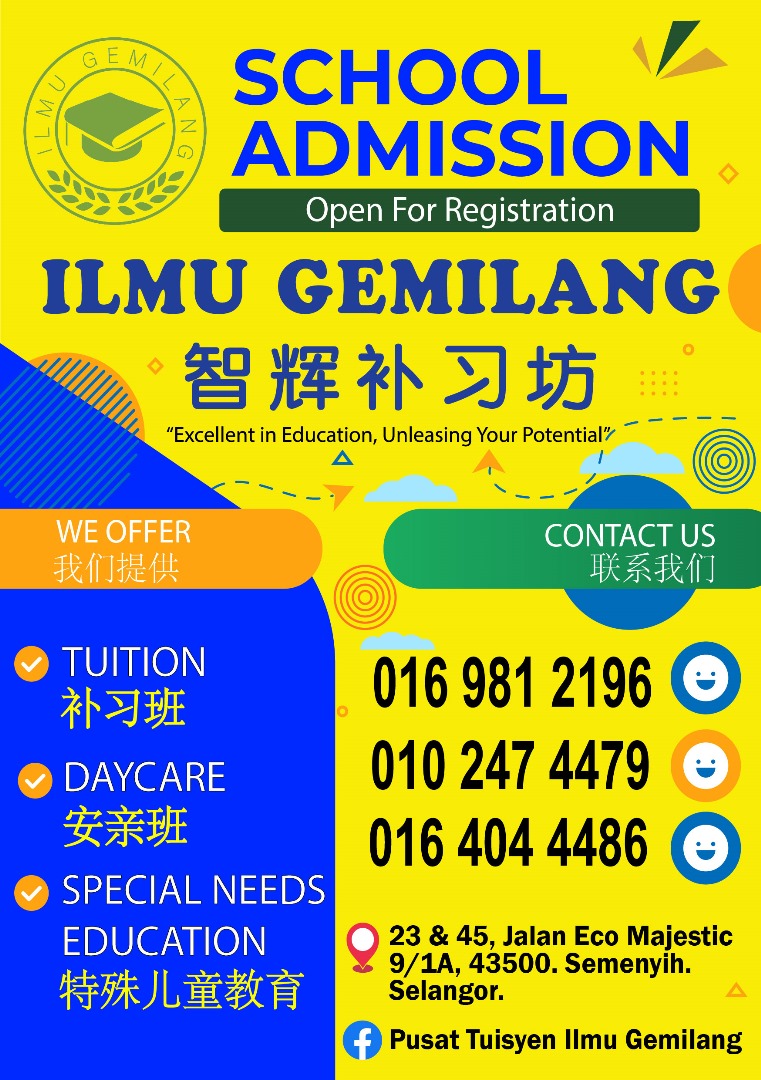 ILMU GEMILANG
SCHOOL
ADMISSION
Open For Registration
ILMU GEMILANG
智辉补习坊
“Excellent in Education, Unleasing Your Potential”
WE OFFER
我们提供
TUITION
补习班
DAYCARE
安亲班
SPECIAL NEEDS
EDUCATION
特殊儿童教育
CONTACT US
联系我们
016 981 2196
010 247 4479
016 404 4486
23 & 45, Jalan Eco Majestic
9/1A, 43500. Semenyih.
Selangor.
Pusat Tuisyen Ilmu Gemilang